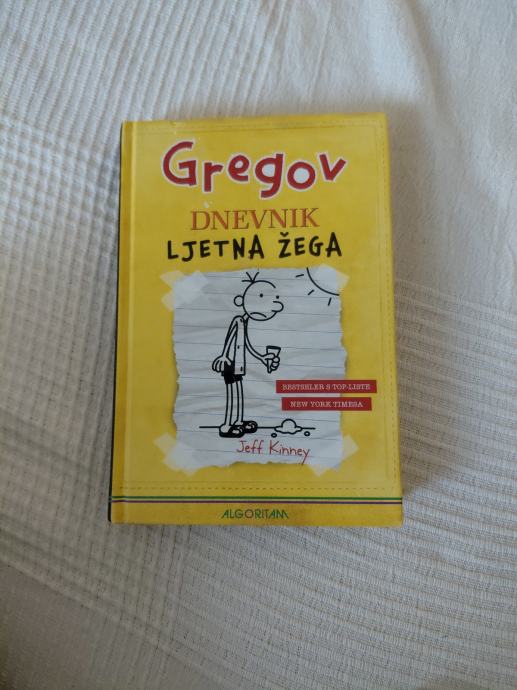 Gregov
DNEVNIK
LJETNA ŽEGA
BESTSELER S TOP-LISTE
NEW YORK TIMESA
Jeff Kinney
ALGORITAM